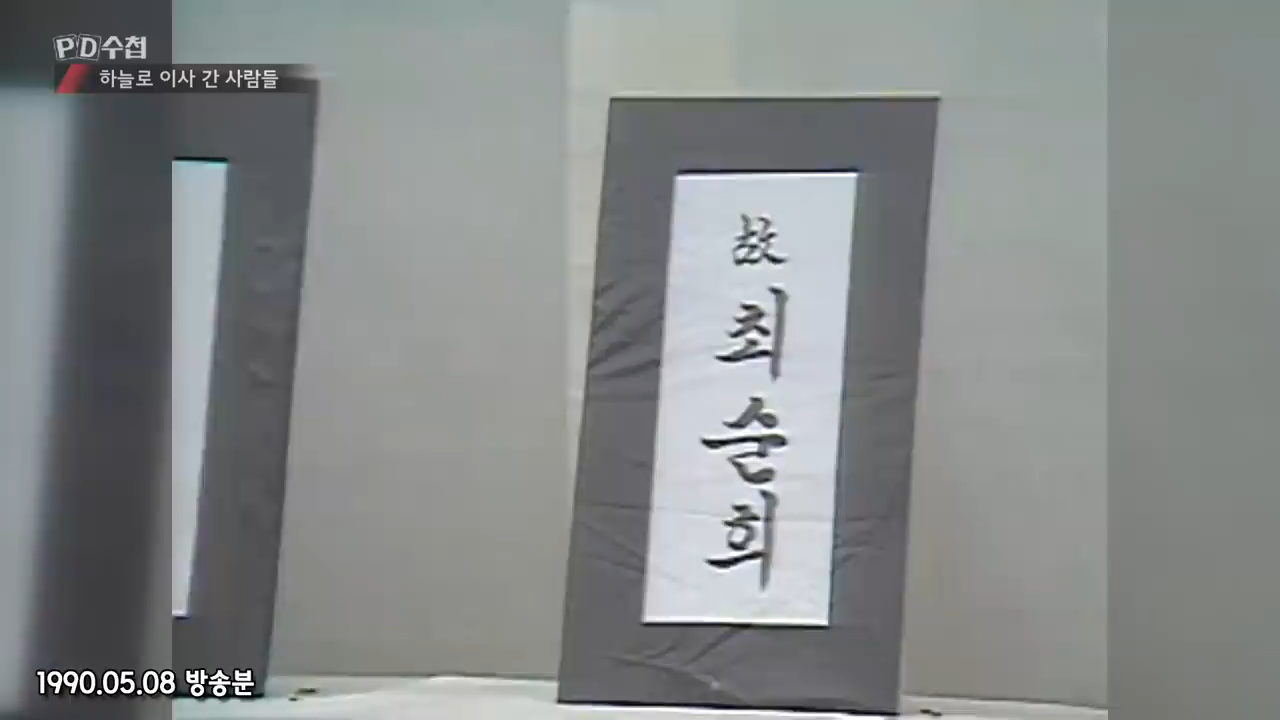 PD수첩
하늘로 이사 간 사람들
故
최
순
희
1990.05.08 방송분